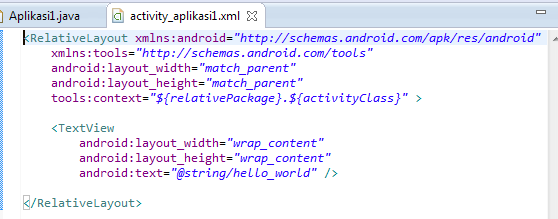 Aplikasi1.java activity_aplikasi1.xml
<RelativeLayout xmlns:android="http://schemas.android.com/apk/res/android"
    xmlns:tools="http://schemas.android.com/tools"
    android:layout_width="match_parent"
    android:layout_height="match_parent"
    tools:context="${relativePackage}.${activityClass}" >
    <TextView
        android:layout_width="wrap_content"
        android:layout_height="wrap_content"
        android:text="@string/hello_world" />
</RelativeLayout>